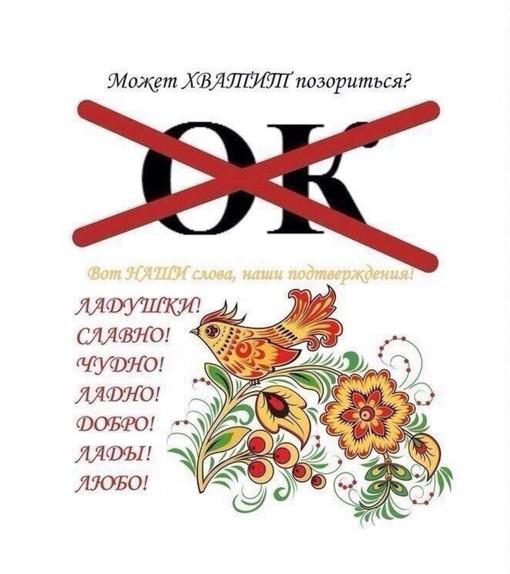 Может ХВАТИТ позориться?
ОК
Вот НАШИ слова, наши подтверждения!
ЛАДУШКИ!
СЛАВНО!
ЧУДНО!
ЛАДНО!
ДОБРО!
ЛАДЫ!
ЛЮБО!